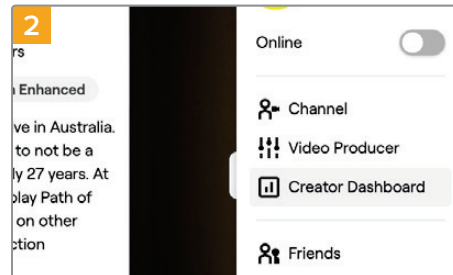 2
rs
Enhanced
ve in Australia.
to not be a
ly 27 years. At
play Path of
on other
ction
Online
Channel
Video Producer
Creator Dashboard
Friends